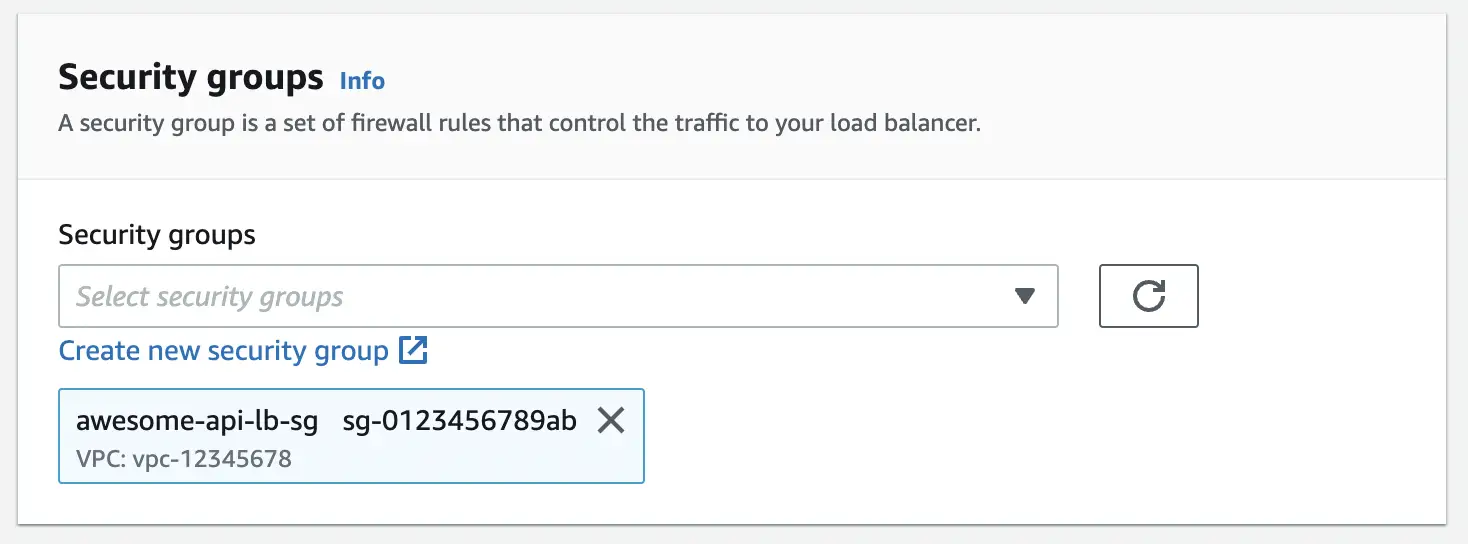 Security groups Info
A security group is a set of firewall rules that control the traffic to your load balancer.
Security groups
Select security groups
Create new security group
awesome-api-lb-sg sg-0123456789ab
VPC: vpc-12345678